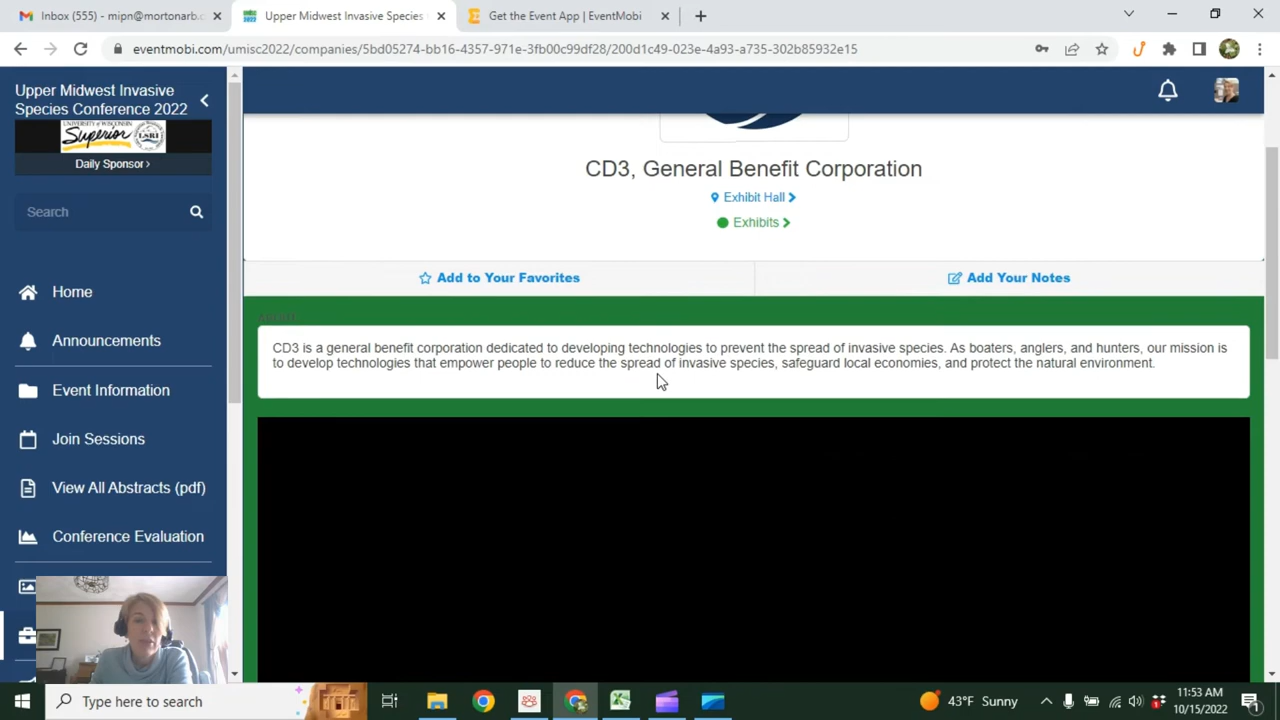 Inbox (555) - mipn@mortonarb.c
Upper Midwest Invasive Species
Get the Event App | EventMobi
eventmobi.com/umisc2022/companies/5bd05274-bb16-4357-971e-3fb00c99df28/200d1c49-023e-4a93-a735-302b85932e15
Upper Midwest Invasive
Species Conference 2022
UNIVERSITY OF WISCONSIN
Superior
LSRI
Daily Sponsor
Search
Home
Announcements
Event Information
Join Sessions
View All Abstracts (pdf)
Conference Evaluation
CD3, General Benefit Corporation
Exhibit Hall
Exhibits
Add to Your Favorites
Add Your Notes
CD3 is a general benefit corporation dedicated to developing technologies to prevent the spread of invasive species. As boaters, anglers, and hunters, our mission is
to develop technologies that empower people to reduce the spread of invasive species, safeguard local economies, and protect the natural environment.
Type here to search
43°F Sunny
11:53 AM
10/15/2022
1